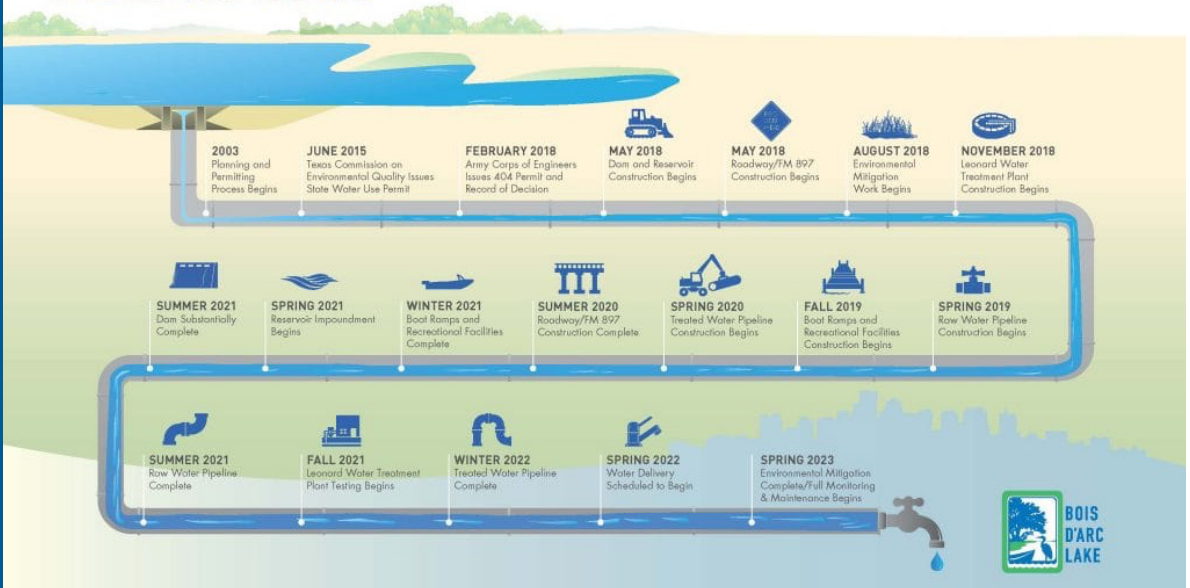 2003
Planning and
Permitting
Process Begins
JUNE 2015
Texas Commission on
Environmental Quality Issues
State Water Use Permit
FEBRUARY 2018
Army Corps of Engineers
Issues 404 Permit and
Record of Decision
MAY 2018
Dam and Reservoir
Construction Begins
MAY 2018
Roadway/FM 897
Construction Begins
AUGUST 2018
Environmental
Mitigation
Work Begins
NOVEMBER 2018
Leonard Water
Treatment Plant
Construction Begins
SPRING 2019
Raw Water Pipeline
Construction Begins
FALL 2019
Boat Ramps and
Recreational Facilities
Construction Begins
SPRING 2020
Treated Water Pipeline
Construction Begins
SUMMER 2020
Roadway/FM 897
Construction Complete
WINTER 2021
Boat Ramps and
Recreational Facilities
Complete
SPRING 2021
Reservoir Impoundment
Begins
SUMMER 2021
Dam Substantially
Complete
SUMMER 2021
Raw Water Pipeline
Complete
FALL 2021
Leonard Water Treatment
Plant Testing Begins
WINTER 2022
Treated Water Pipeline
Complete
SPRING 2022
Water Delivery
Scheduled to Begin
SPRING 2023
Environmental Mitigation
Complete/Full Monitoring
& Maintenance Begins
BOIS
D'ARC
LAKE